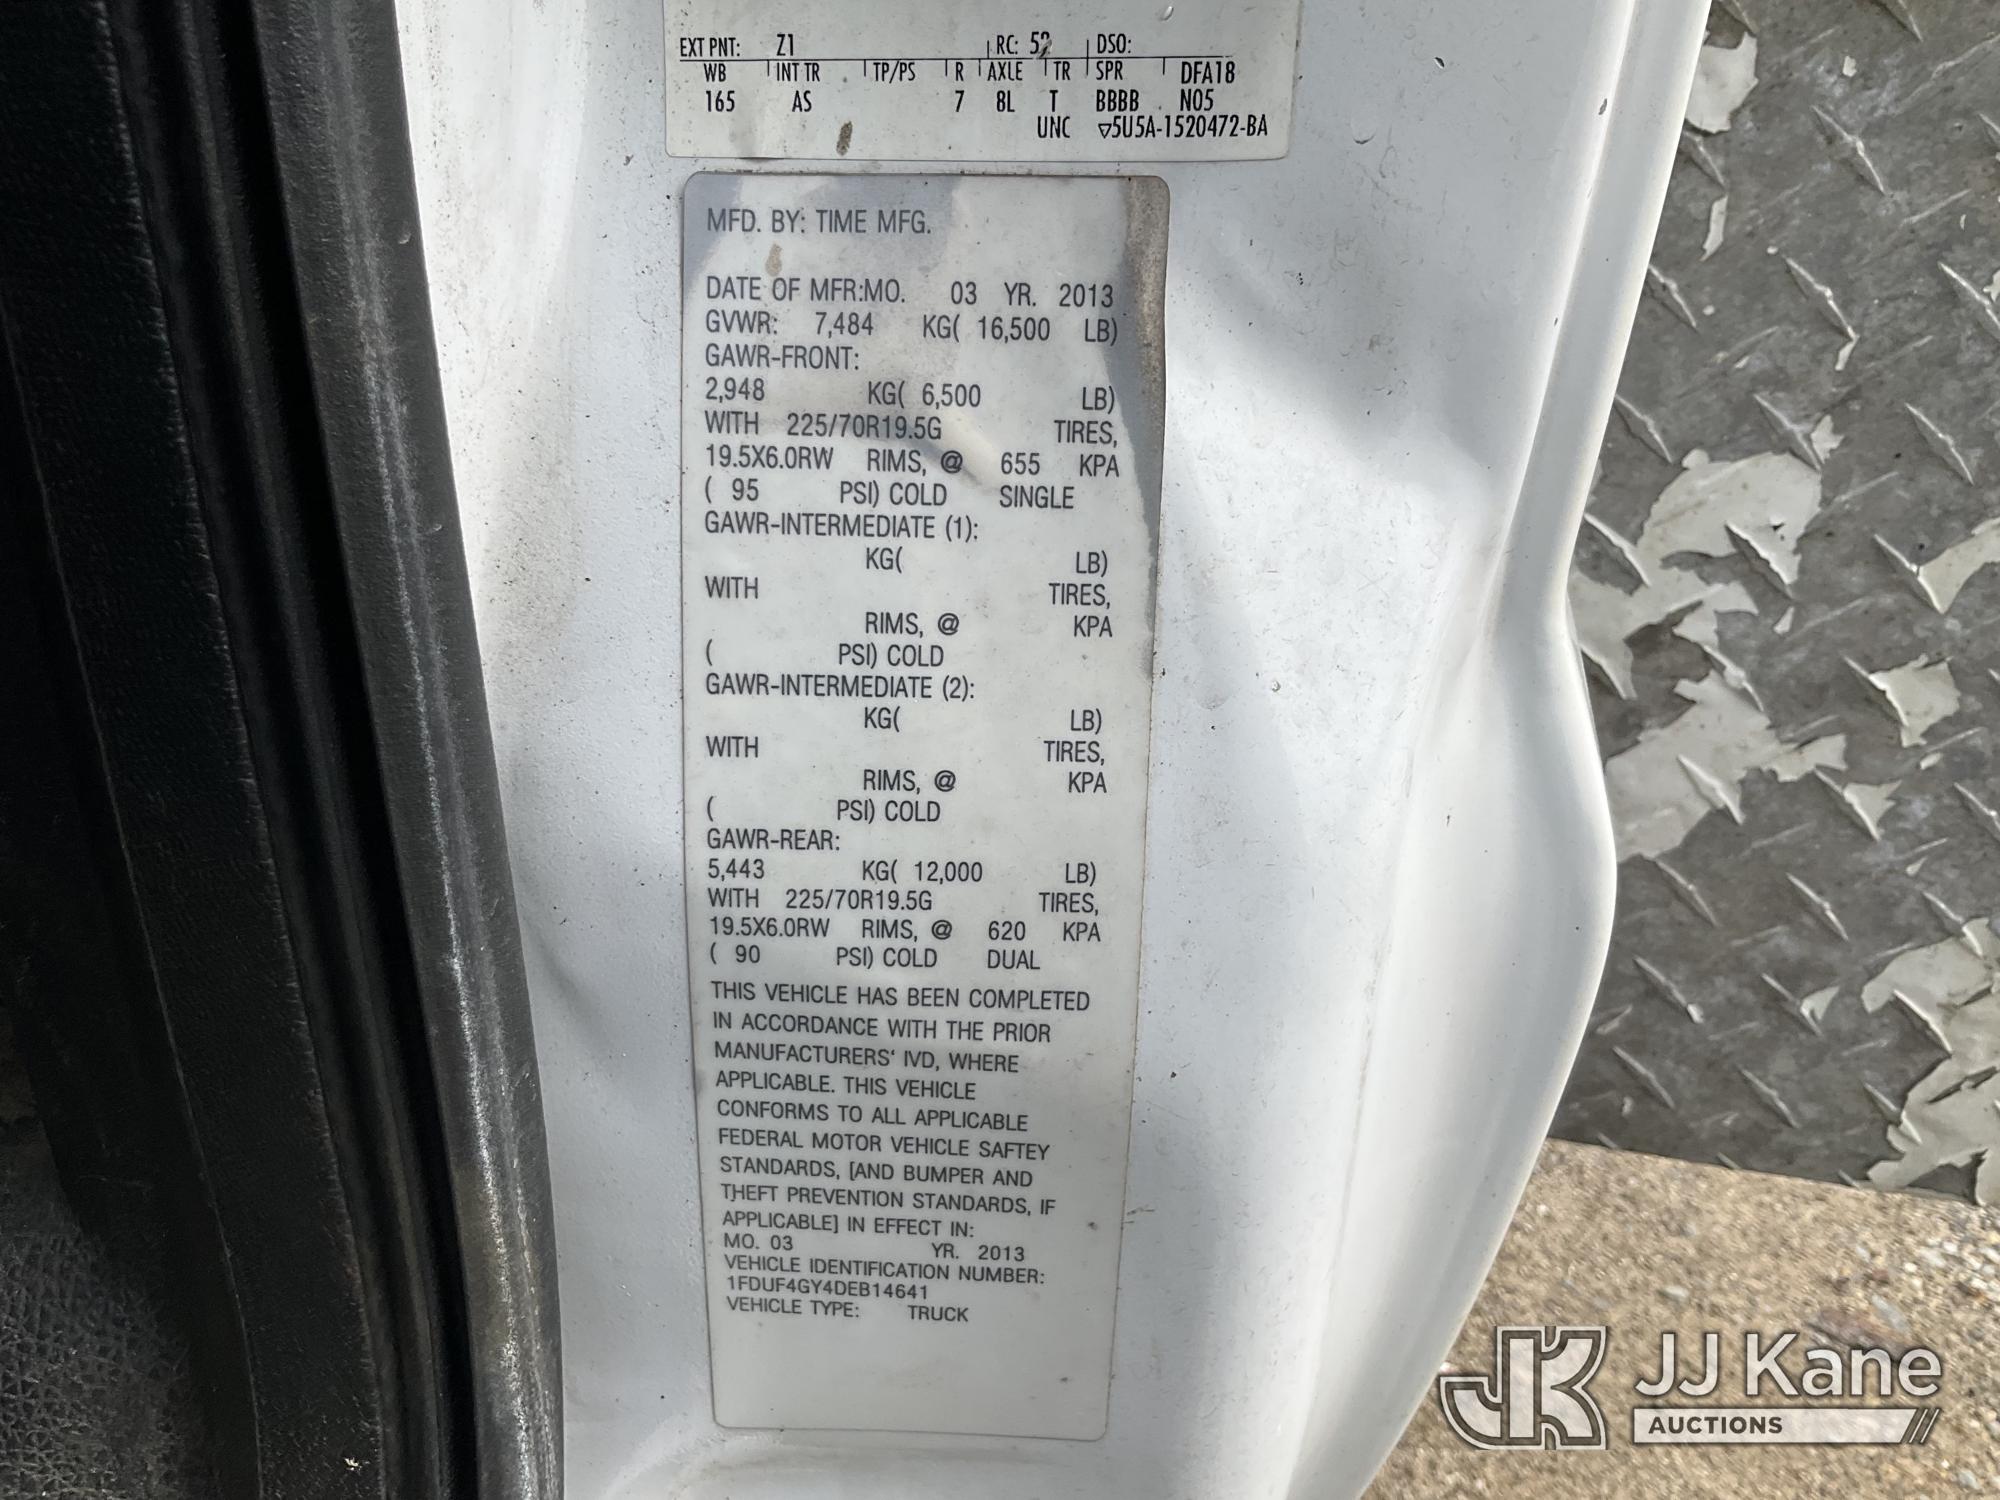 EXT PNT: Z1 RC: 52 DSO:
WB INT TR TP/PS R AXLE TR SPR DFA18
165 AS 7 8L T BBBB N05
UNC ▽5U5A-1520472-BA
MFD. BY: TIME MFG.
DATE OF MFR:MO. 03 YR. 2013
GVWR: 7,484 KG( 16,500 LB)
GAWR-FRONT:
2,948 KG( 6,500 LB)
WITH 225/70R19.5G TIRES,
19.5X6.0RW RIMS, @ 655 KPA
( 95 PSI) COLD SINGLE
GAWR-INTERMEDIATE (1):
KG( LB)
WITH TIRES,
RIMS, @ KPA
( PSI) COLD
GAWR-INTERMEDIATE (2):
KG( LB)
WITH TIRES,
RIMS, @ KPA
( PSI) COLD
GAWR-REAR:
5,443 KG( 12,000 LB)
WITH 225/70R19.5G TIRES,
19.5X6.0RW RIMS, @ 620 KPA
( 90 PSI) COLD DUAL
THIS VEHICLE HAS BEEN COMPLETED
IN ACCORDANCE WITH THE PRIOR
MANUFACTURERS' IVD, WHERE
APPLICABLE. THIS VEHICLE
CONFORMS TO ALL APPLICABLE
FEDERAL MOTOR VEHICLE SAFTEY
STANDARDS, [AND BUMPER AND
THEFT PREVENTION STANDARDS, IF
APPLICABLE] IN EFFECT IN:
MO. 03 YR. 2013
VEHICLE IDENTIFICATION NUMBER:
1FDUF4GY4DEB14641
VEHICLE TYPE: TRUCK
JK JJ Kane
AUCTIONS